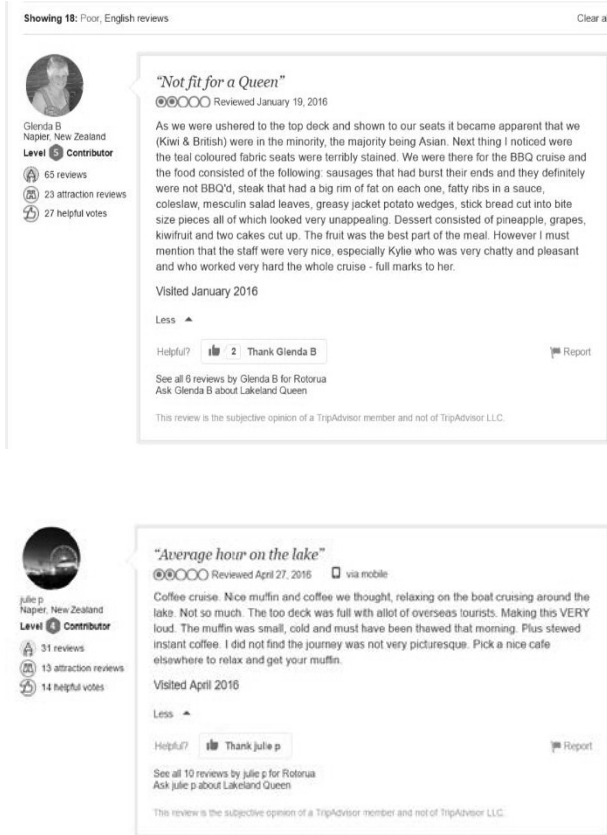 Showing 18: Poor, English reviews
Clear a
"Not fit for a Queen"
Reviewed January 19, 2016
Glenda B
Napier, New Zealand
Level 5 Contributor
65 reviews
23 attraction reviews
27 helpful votes
As we were ushered to the top deck and shown to our seats it became apparent that we
(Kiwi & British) were in the minority, the majority being Asian. Next thing I noticed were
the teal coloured fabric seats were terribly stained. We were there for the BBQ cruise and
the food consisted of the following: sausages that had burst their ends and they definitely
were not BBQ'd, steak that had a big rim of fat on each one, fatty ribs in a sauce,
coleslaw, mesculin salad leaves, greasy jacket potato wedges, stick bread cut into bite
size pieces all of which looked very unappealing. Dessert consisted of pineapple, grapes,
kiwifruit and two cakes cut up. The fruit was the best part of the meal. However I must
mention that the staff were very nice, especially Kylie who was very chatty and pleasant
and who worked very hard the whole cruise - full marks to her.
Visited January 2016
Less
Helpful? 2 Thank Glenda B
Report
See all 6 reviews by Glenda B for Rotorua
Ask Glenda B about Lakeland Queen
This review is the subjective opinion of a TripAdvisor member and not of TripAdvisor LLC.
"Average hour on the lake"
Reviewed April 27, 2016 via mobile
julie p
Napier, New Zealand
Level 4 Contributor
31 reviews
13 attraction reviews
14 helpful votes
Coffee cruise. Nice muffin and coffee we thought, relaxing on the boat cruising around the
lake. Not so much. The too deck was full with allot of overseas tourists. Making this VERY
loud. The muffin was small, cold and must have been thawed that morning. Plus stewed
instant coffee. I did not find the journey was not very picturesque. Pick a nice cafe
elsewhere to relax and get your muffin.
Visited April 2016
Less
Helpful? Thank julie p
Report
See all 10 reviews by julie p for Rotorua
Ask julie p about Lakeland Queen
This review is the subjective opinion of a TripAdvisor member and not of TripAdvisor LLC.